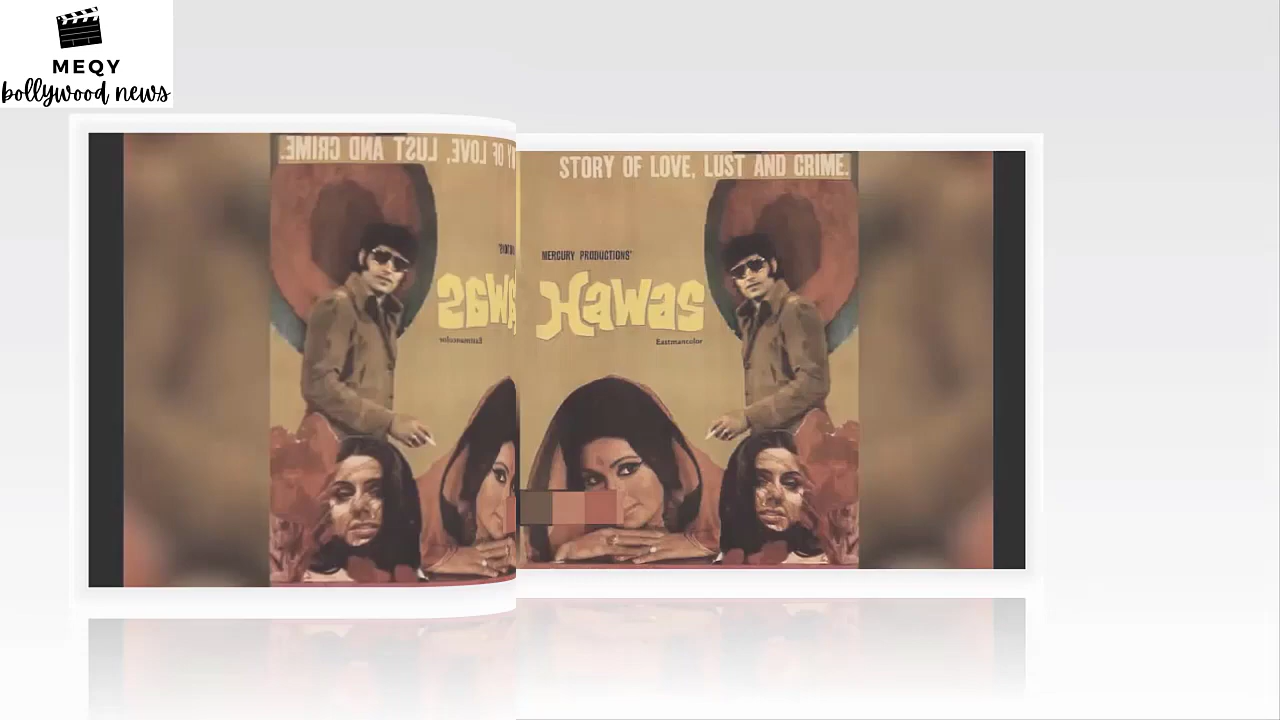 MEQY
bollywood news
STORY OF LOVE, LUST AND CRIME.
MERCURY PRODUCTIONS'
Hawas
Eastmancolor